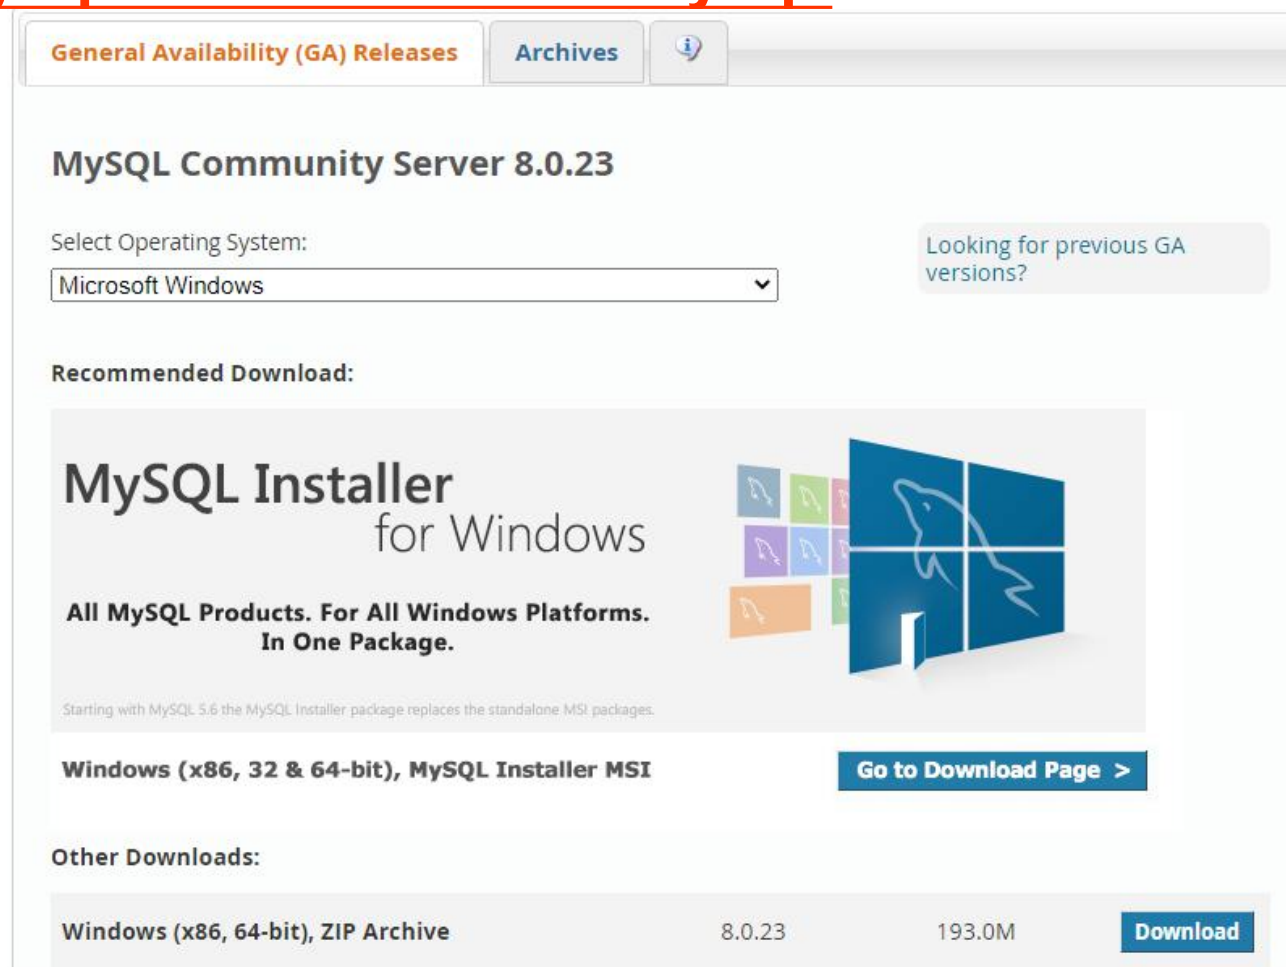 General Availability (GA) Releases
Archives
MySQL Community Server 8.0.23
Select Operating System:
Looking for previous GA
versions?
Microsoft Windows
Recommended Download:
MySQL Installer
for Windows
All MySQL Products. For All Windows Platforms.
In One Package.
Starting with MySQL 5.6 the MySQL Installer package replaces the standalone MSI packages.
Windows (x86, 32 & 64-bit), MySQL Installer MSI
Go to Download Page >
Other Downloads:
Windows (x86, 64-bit), ZIP Archive 8.0.23 193.0M Download